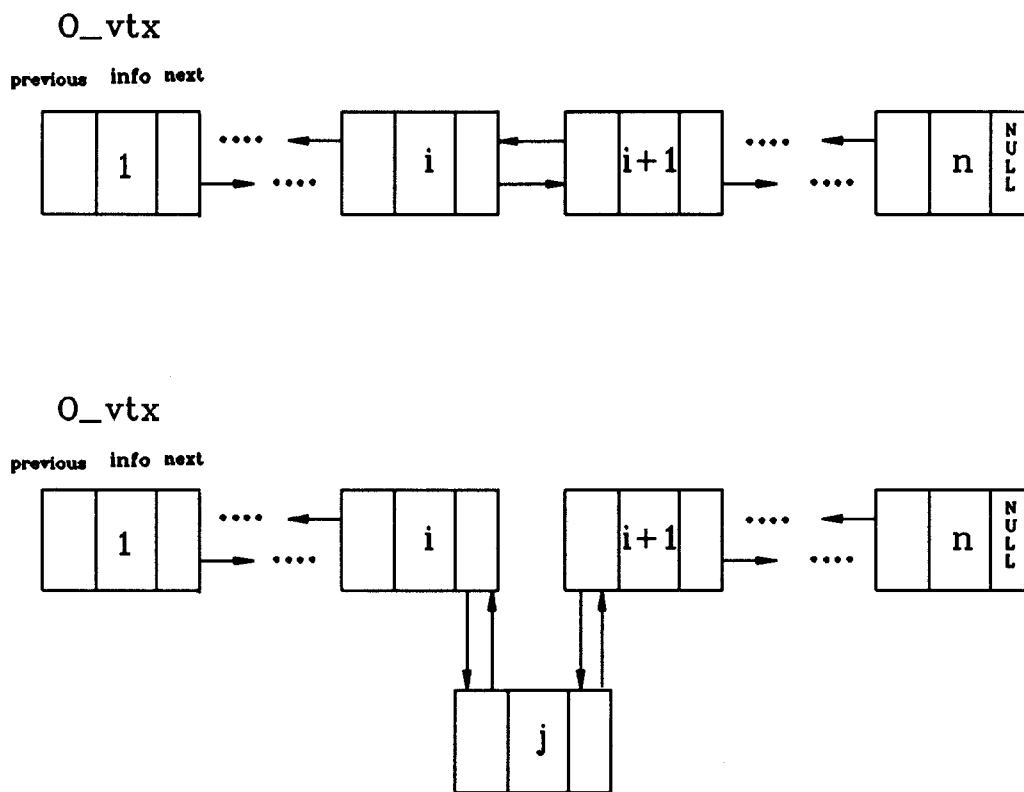 O_vtx
previous info next
1 .... i i+1 .... n NULL
....  ....
O_vtx
previous info next
1 .... i i+1 .... n NULL
....  ....
j